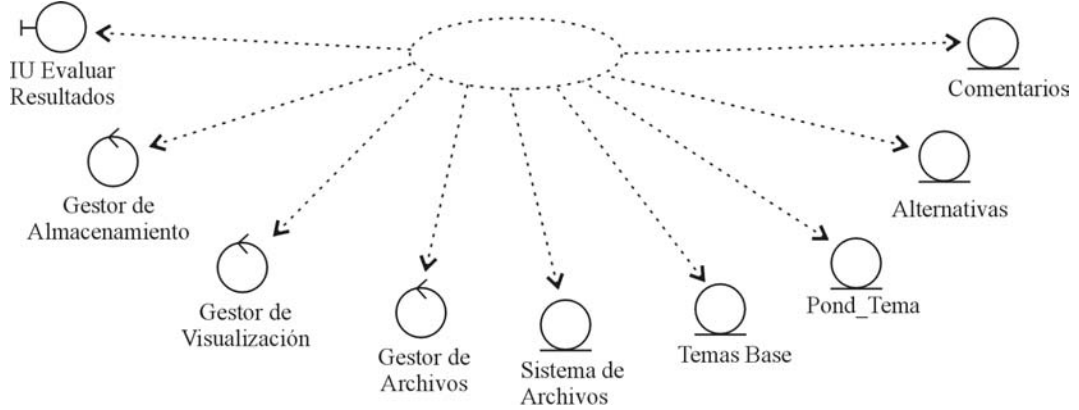 IU Evaluar
Resultados
Comentarios
Gestor de
Almacenamiento
Alternativas
Gestor de
Visualización
Pond_Tema
Gestor de
Archivos
Sistema de
Archivos
Temas Base